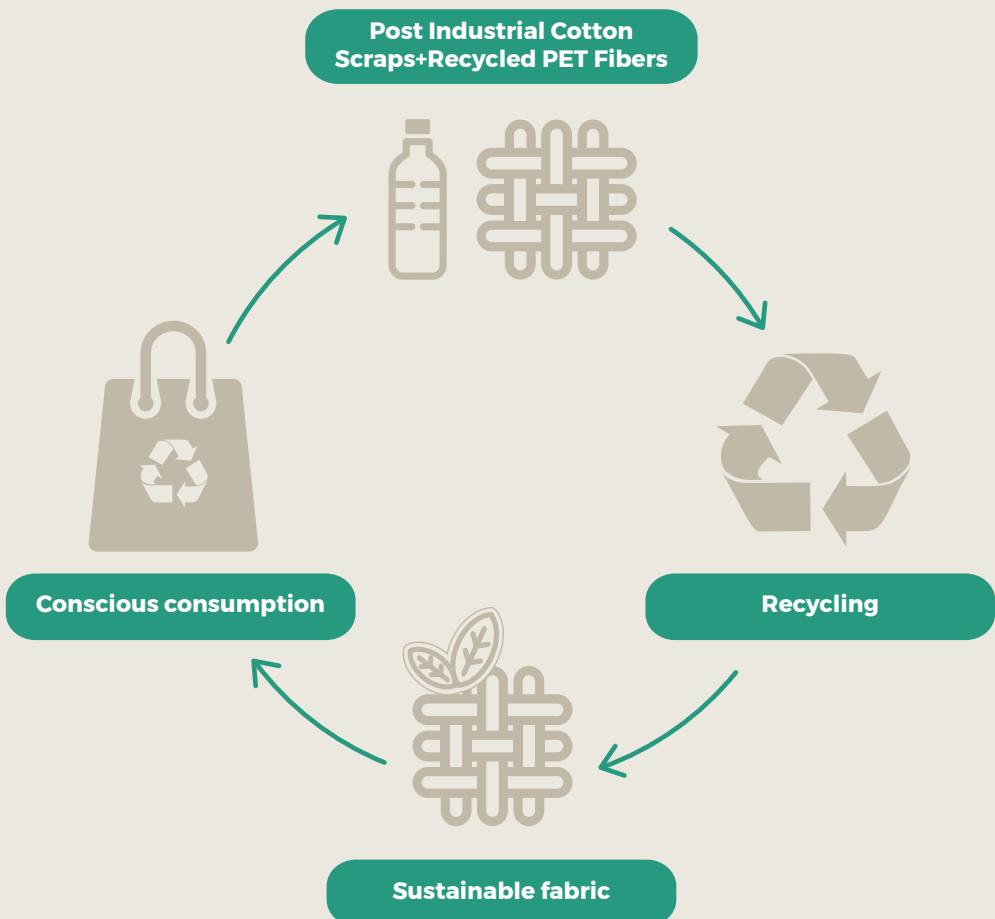 Post Industrial Cotton
Scraps+Recycled PET Fibers
Conscious consumption
Recycling
Sustainable fabric